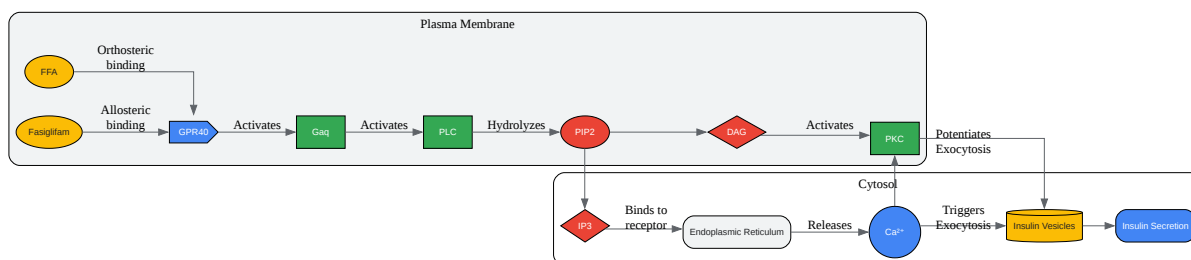 Plasma Membrane
Orthosteric
binding
FFA
Allosteric
binding
Fasiglifam
GPR40
Activates
Gaq
Activates
PLC
Hydrolyzes
PIP2
DAG
Activates
PKC
Potentiates
Exocytosis
Cytosol
IP3
Binds to
receptor
Endoplasmic Reticulum
Releases
Ca²⁺
Triggers
Exocytosis
Insulin Vesicles
Insulin Secretion